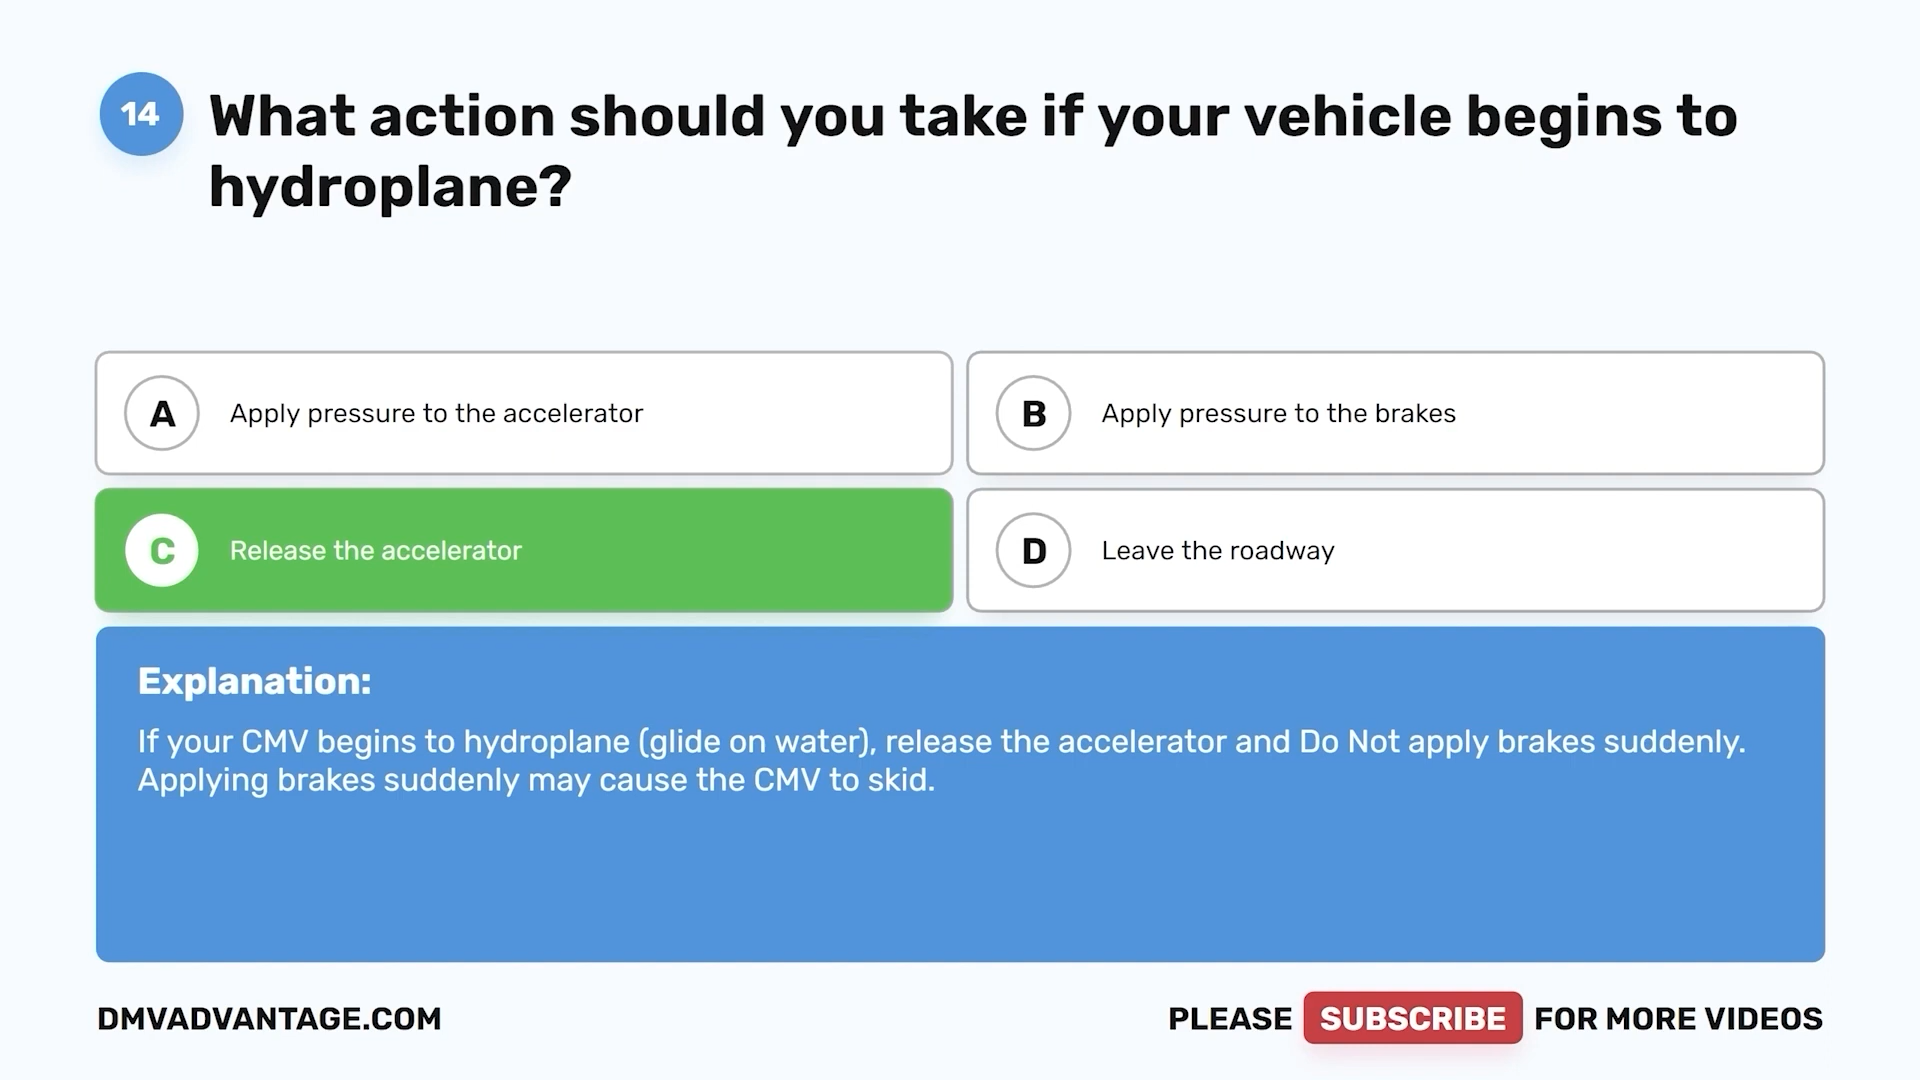 14
What action should you take if your vehicle begins to
hydroplane?
A Apply pressure to the accelerator
B Apply pressure to the brakes
C Release the accelerator
D Leave the roadway
Explanation:
If your CMV begins to hydroplane (glide on water), release the accelerator and Do Not apply brakes suddenly.
Applying brakes suddenly may cause the CMV to skid.
DMVADVANTAGE.COM
PLEASE SUBSCRIBE FOR MORE VIDEOS